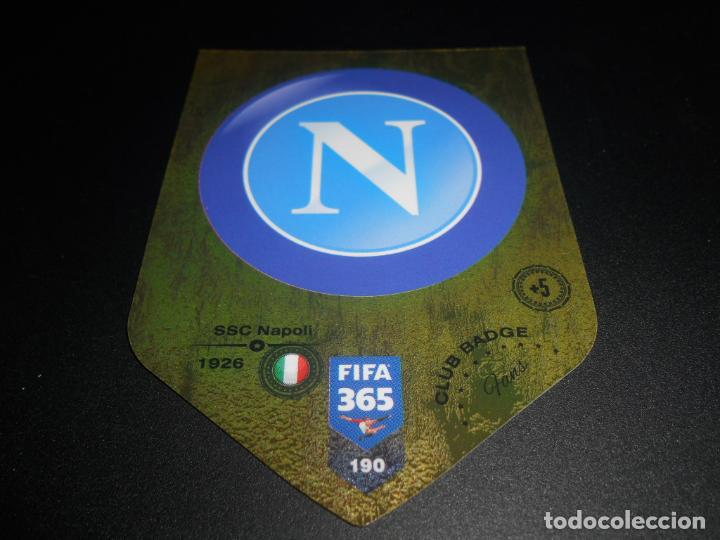 N
+5
SSC Napoli
1926
CLUB BADGE
Fans
FIFA
365
190
todocoleccion